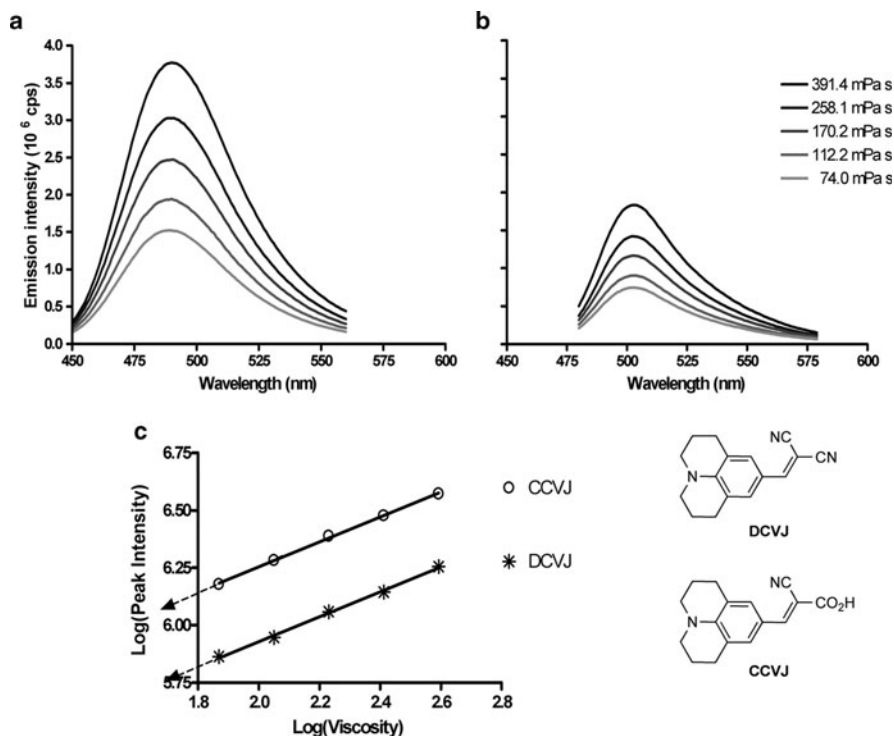 a
4.0
3.5
3.0
2.5
2.0
1.5
1.0
0.5
0.0
Emission intensity (10⁶ cps)
450 475 500 525 550 575 600
Wavelength (nm)
b
391.4 mPa s
258.1 mPa s
170.2 mPa s
112.2 mPa s
74.0 mPa s
450 475 500 525 550 575 600
Wavelength (nm)
c
6.75
6.50
6.25
6.00
5.75
Log(Peak Intensity)
1.8 2.0 2.2 2.4 2.6 2.8
Log(Viscosity)
CCVJ
DCVJ
NC
CN
N
DCVJ
NC
CO₂H
N
CCVJ